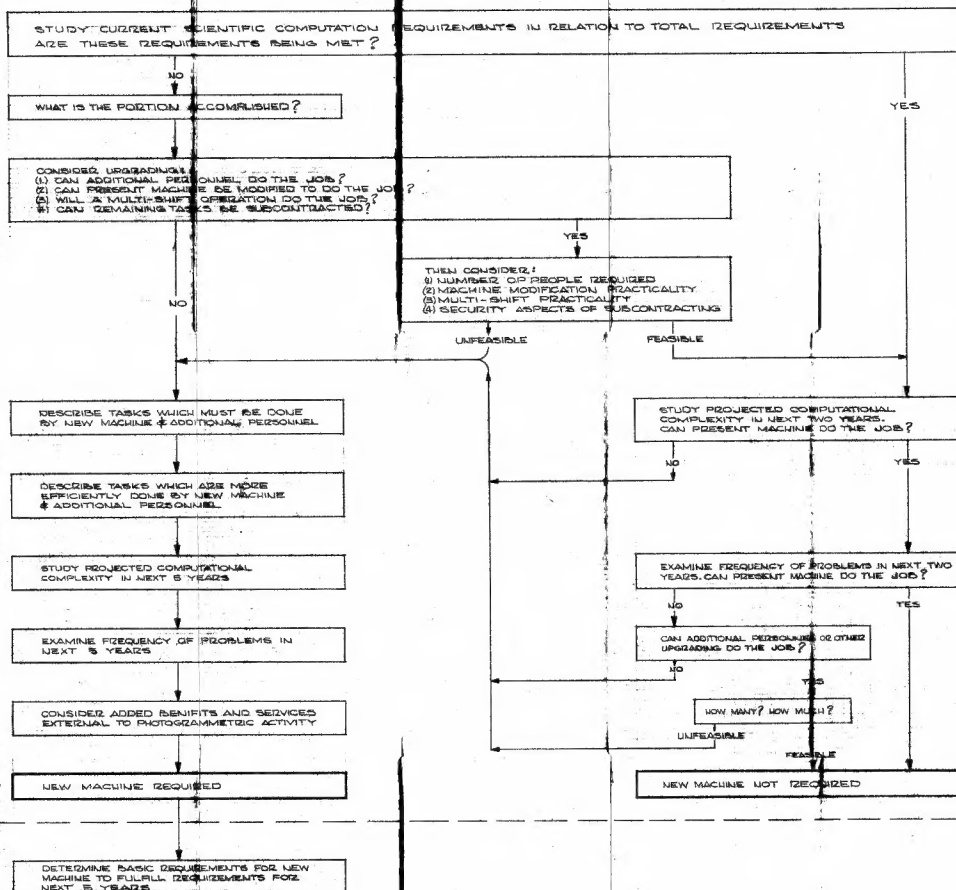 STUDY CURRENT SCIENTIFIC COMPUTATION REQUIREMENTS IN RELATION TO TOTAL REQUIREMENTS
ARE THESE REQUIREMENTS BEING MET?
NO
YES
WHAT IS THE PORTION ACCOMPLISHED?
CONSIDER UPGRADING:
(1) CAN ADDITIONAL PERSONNEL DO THE JOB?
(2) CAN PRESENT MACHINE BE MODIFIED TO DO THE JOB?
(3) WILL A MULTI-SHIFT OPERATION DO THE JOB?
(4) CAN REMAINING TASKS BE SUBCONTRACTED?
YES
NO
THEN CONSIDER:
(1) NUMBER OF PEOPLE REQUIRED
(2) MACHINE MODIFICATION PRACTICALITY
(3) MULTI-SHIFT PRACTICALITY
(4) SECURITY ASPECTS OF SUBCONTRACTING
UNFEASIBLE
FEASIBLE
DESCRIBE TASKS WHICH MUST BE DONE
BY NEW MACHINE & ADDITIONAL PERSONNEL
STUDY PROJECTED COMPUTATIONAL
COMPLEXITY IN NEXT TWO YEARS.
CAN PRESENT MACHINE DO THE JOB?
NO
YES
DESCRIBE TASKS WHICH ARE MORE
EFFICIENTLY DONE BY NEW MACHINE
& ADDITIONAL PERSONNEL
STUDY PROJECTED COMPUTATIONAL
COMPLEXITY IN NEXT 5 YEARS
EXAMINE FREQUENCY OF PROBLEMS IN NEXT TWO
YEARS. CAN PRESENT MACHINE DO THE JOB?
NO
YES
EXAMINE FREQUENCY OF PROBLEMS IN
NEXT 5 YEARS
CAN ADDITIONAL PERSONNEL OR OTHER
UPGRADING DO THE JOB?
NO
YES
CONSIDER ADDED BENIFITS AND SERVICES
EXTERNAL TO PHOTOGRAMMETRIC ACTIVITY
HOW MANY? HOW MUCH?
UNFEASIBLE
FEASIBLE
NEW MACHINE REQUIRED
NEW MACHINE NOT REQUIRED
DETERMINE BASIC REQUIREMENTS FOR NEW
MACHINE TO FULFILL REQUIREMENTS FOR
NEXT 5 YEARS